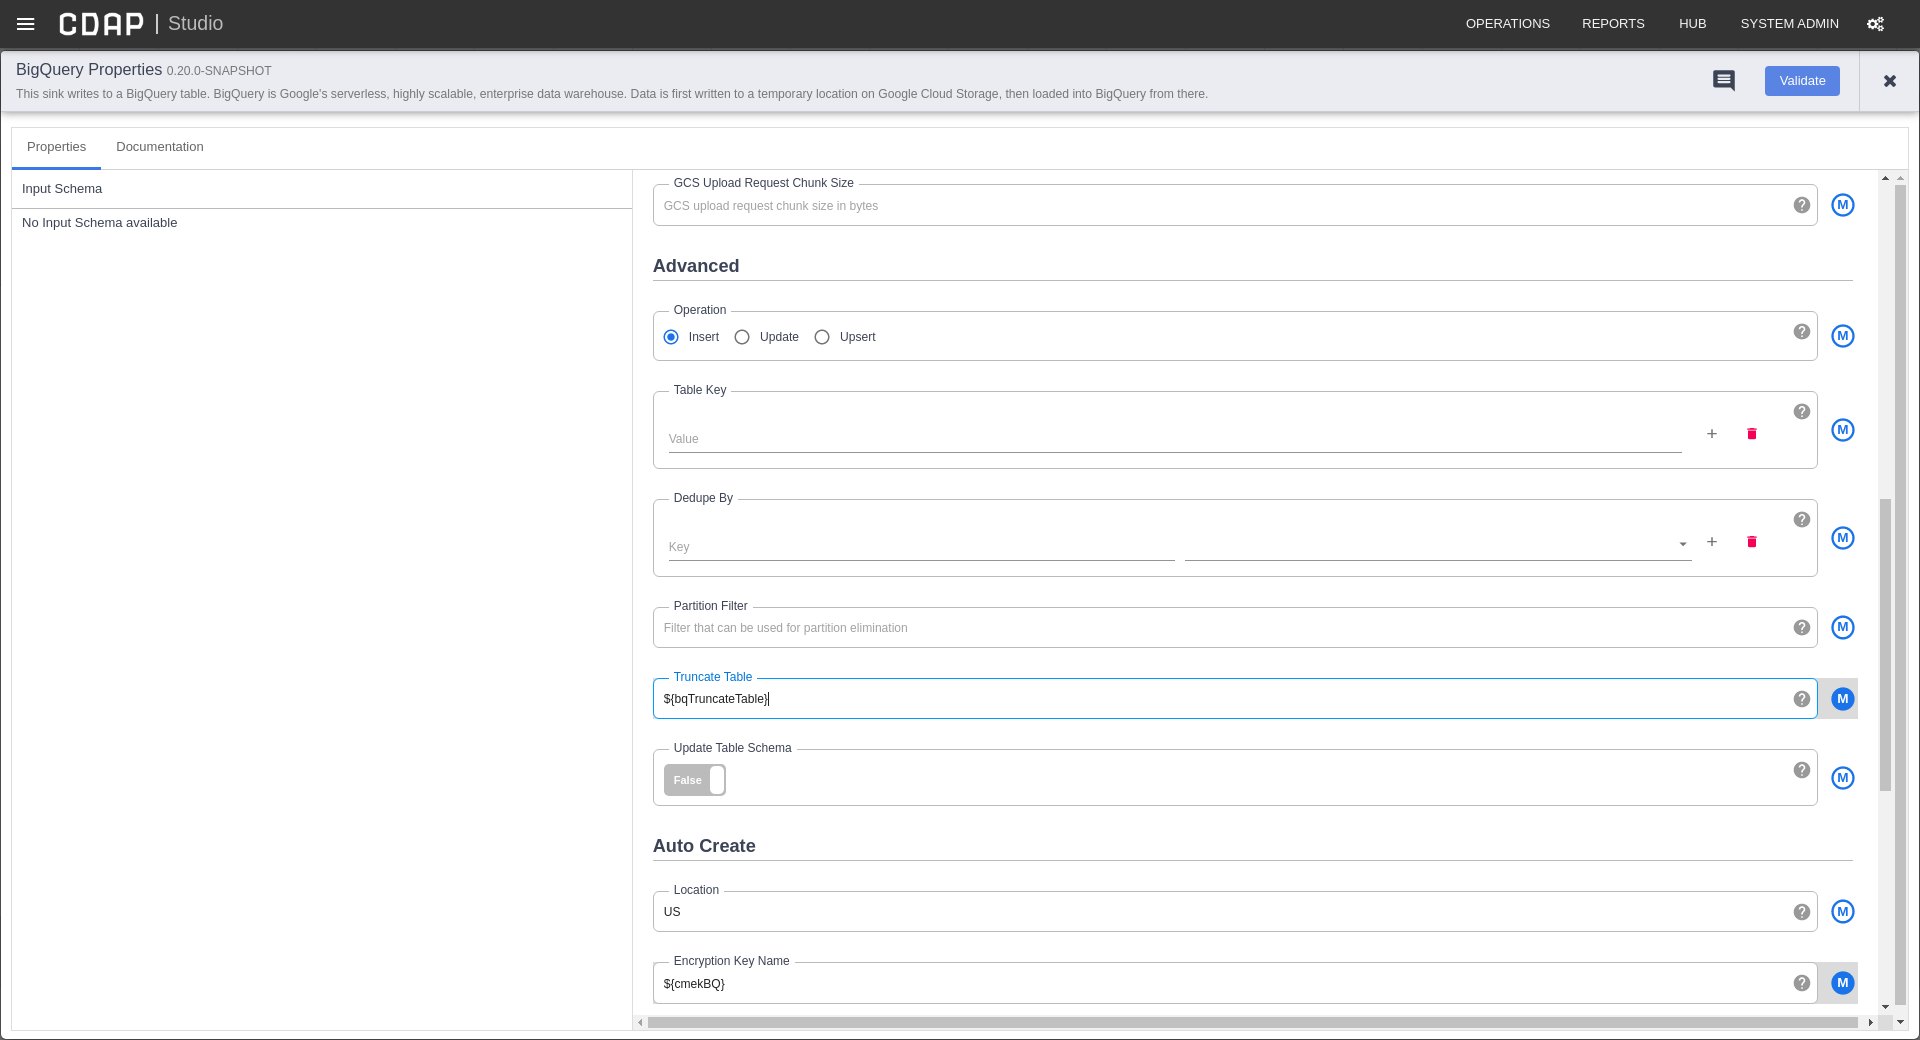 CDAP | Studio
OPERATIONS REPORTS HUB SYSTEM ADMIN
BigQuery Properties 0.20.0-SNAPSHOT
This sink writes to a BigQuery table. BigQuery is Google's serverless, highly scalable, enterprise data warehouse. Data is first written to a temporary location on Google Cloud Storage, then loaded into BigQuery from there.
Validate
Properties Documentation
Input Schema
No Input Schema available
GCS Upload Request Chunk Size
GCS upload request chunk size in bytes ? M
Advanced
Operation
Insert Update Upsert ? M
Table Key
Value ? M
Dedupe By
Key ? M
Partition Filter
Filter that can be used for partition elimination ? M
Truncate Table
${bqTruncateTable} ? M
Update Table Schema
False ? M
Auto Create
Location
US ? M
Encryption Key Name
${cmekBQ} ? M